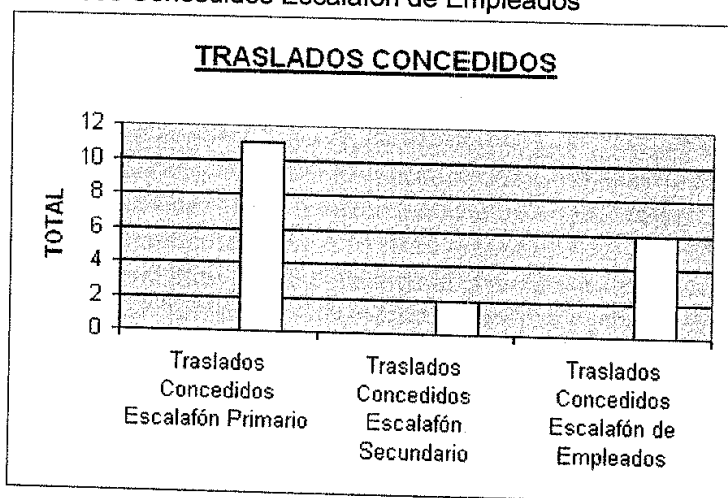 Concedidos Escalafón de Empleados
TRASLADOS CONCEDIDOS
TOTAL
12
10
8
6
4
2
0
Traslados
Concedidos
Escalafón Primario
Traslados
Concedidos
Escalafón
Secundario
Traslados
Concedidos
Escalafón de
Empleados